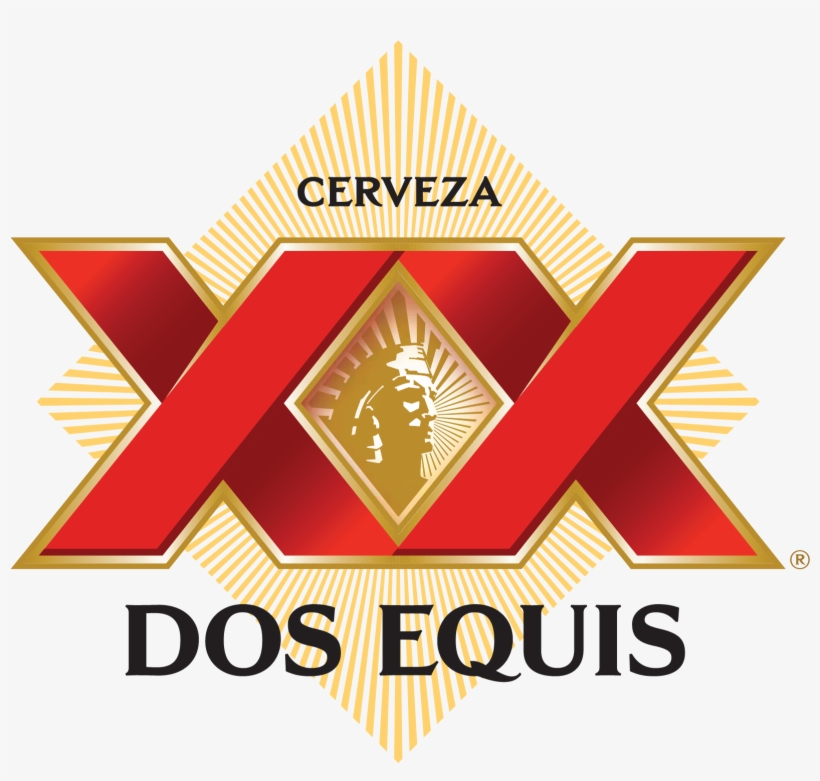 CERVEZA
XX
®
DOS EQUIS